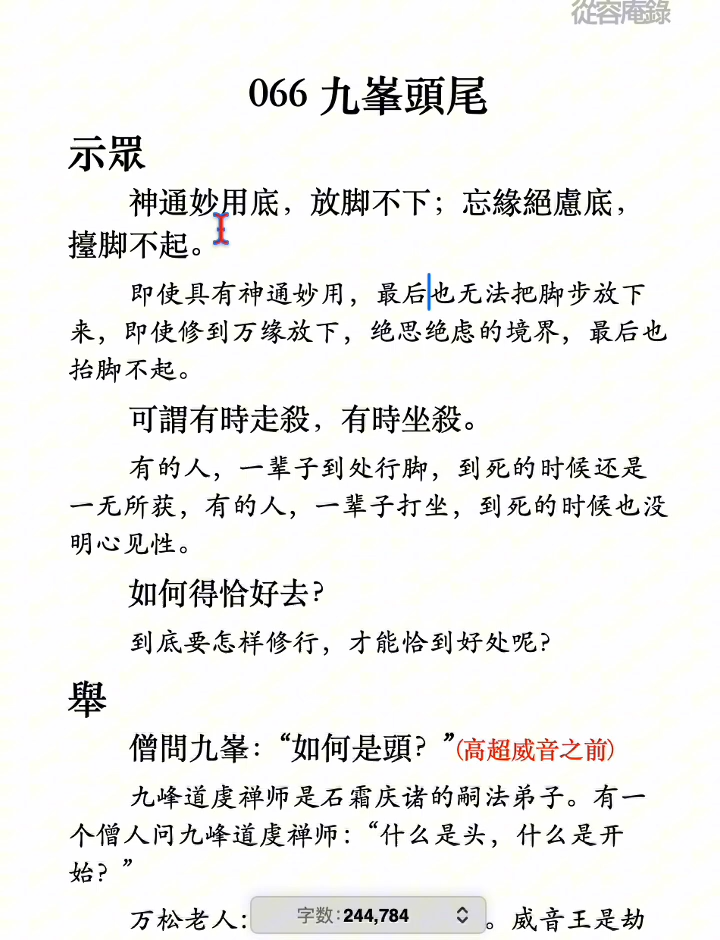 從容庵錄
066 九峯頭尾
示眾
神通妙用底，放脚不下；忘緣絕慮底，
擡脚不起。
即使具有神通妙用，最后也无法把脚步放下
来，即使修到万缘放下，绝思绝虑的境界，最后也
抬脚不起。
可謂有時走殺，有時坐殺。
有的人，一辈子到处行脚，到死的时候还是
一无所获，有的人，一辈子打坐，到死的时候也没
明心见性。
如何得恰好去？
到底要怎样修行，才能恰到好处呢？
舉
僧問九峯：“如何是頭？”(高超威音之前)
九峰道虔禅师是石霜庆诸的嗣法弟子。有一
个僧人问九峰道虔禅师：“什么是头，什么是开
始？”
万松老人: 字数: 244,784 。威音王是劫